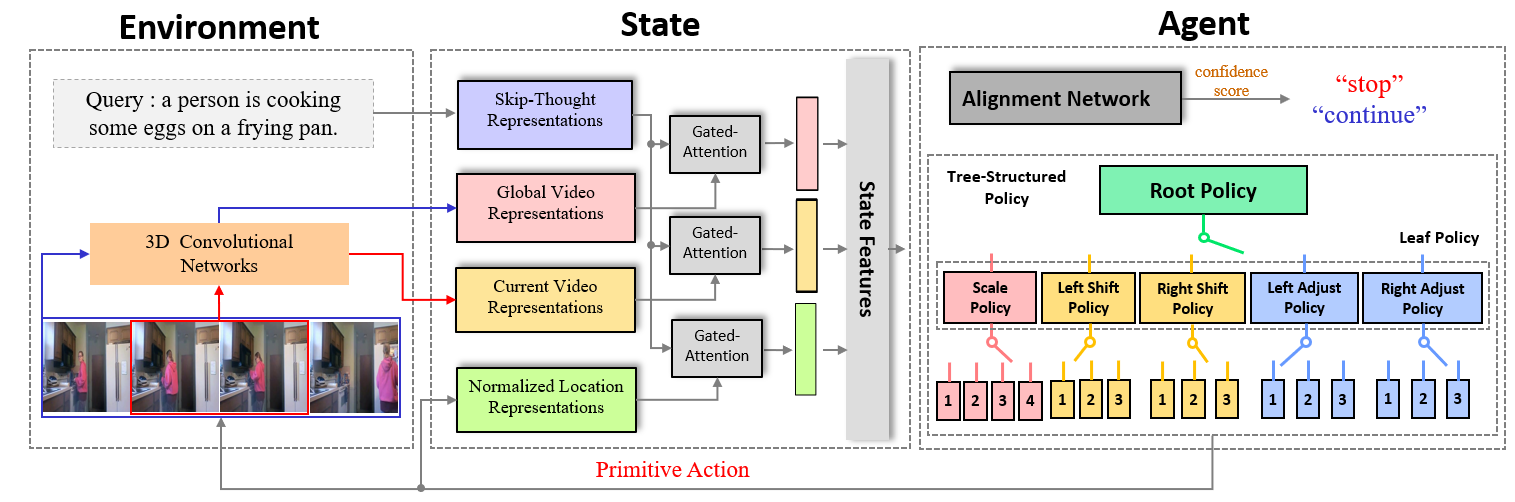 Environment
State
Agent
Query : a person is cooking
some eggs on a frying pan.
3D Convolutional
Networks
Skip-Thought
Representations
Global Video
Representations
Current Video
Representations
Normalized Location
Representations
Gated-
Attention
Gated-
Attention
Gated-
Attention
State Features
Alignment Network
confidence
score
“stop”
“continue”
Tree-Structured
Policy
Root Policy
Leaf Policy
Scale
Policy
Left Shift
Policy
Right Shift
Policy
Left Adjust
Policy
Right Adjust
Policy
1 2 3 4 1 2 3 1 2 3 1 2 3 1 2 3
Primitive Action